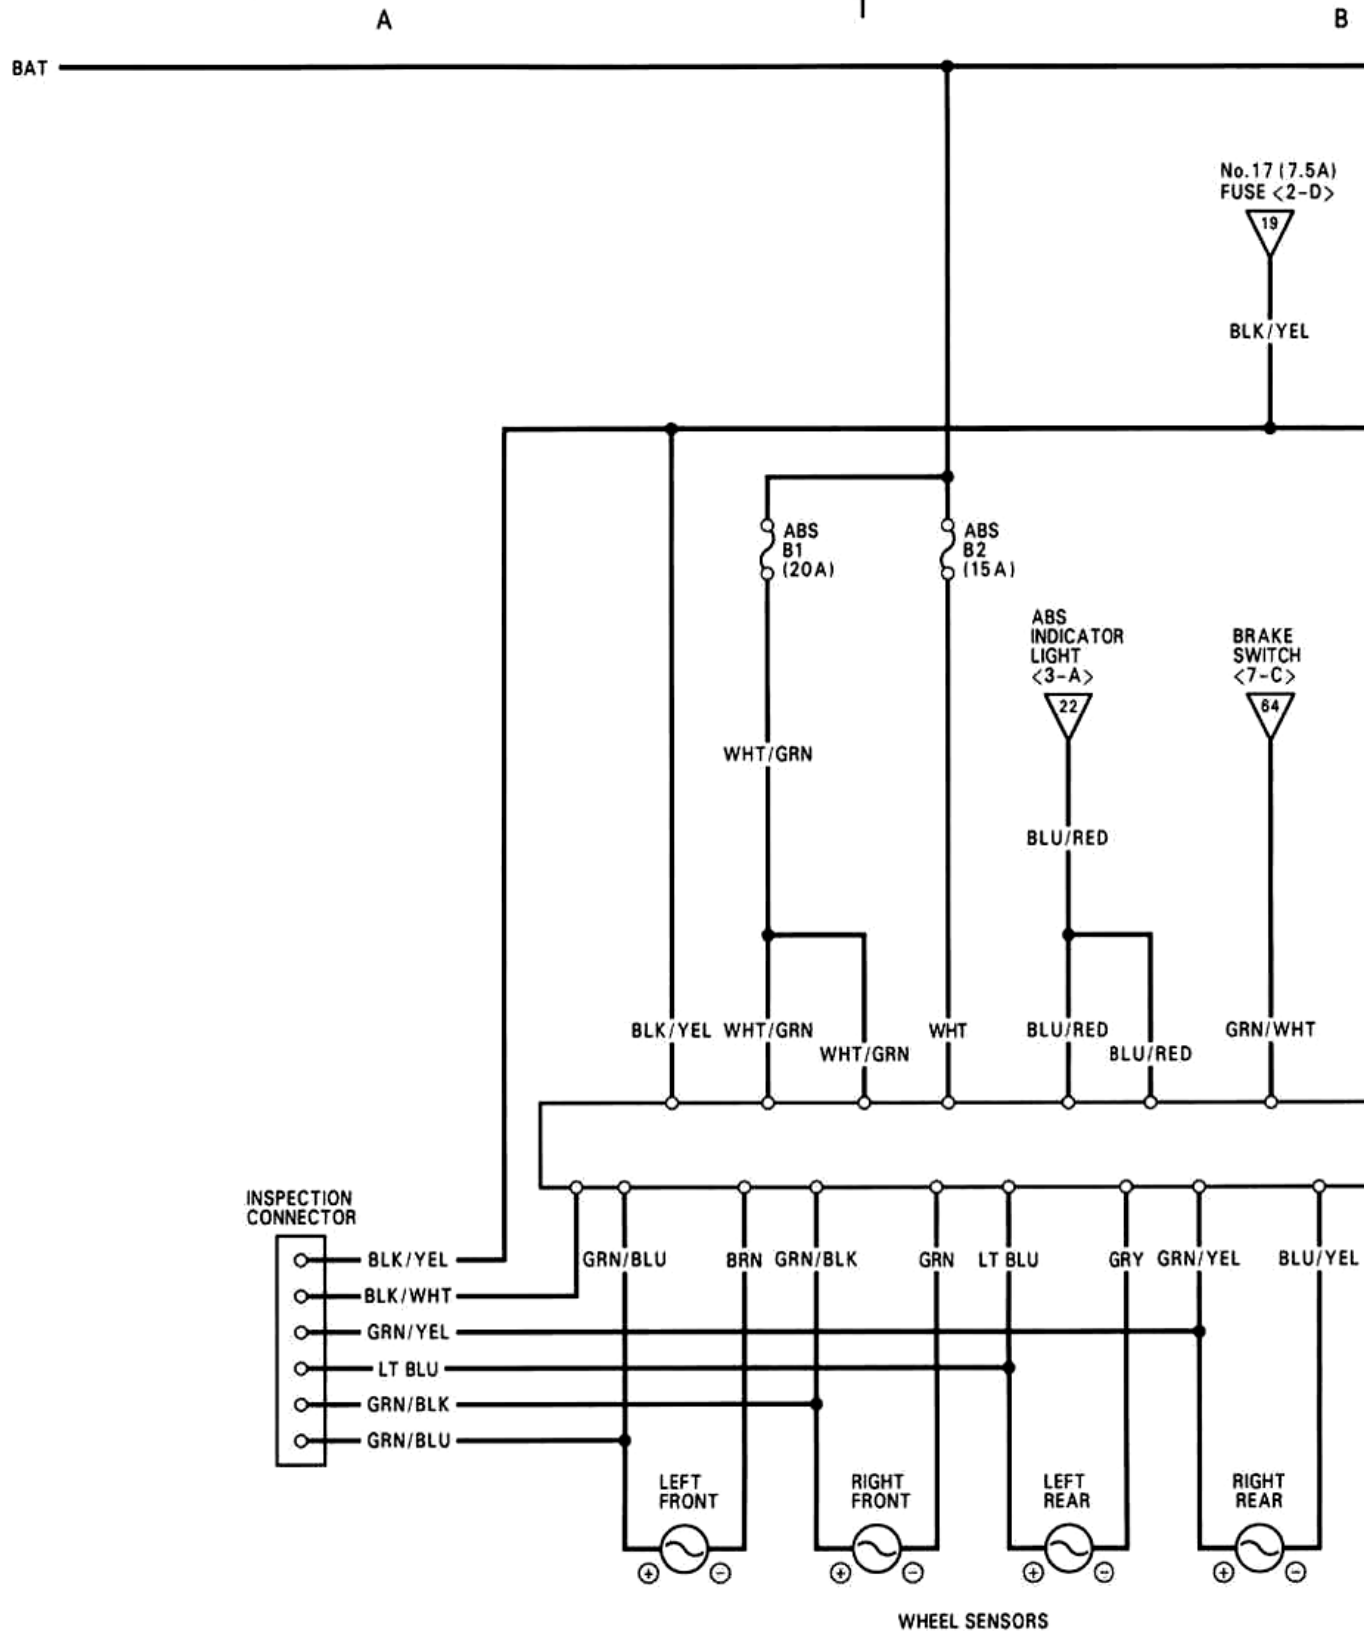 A
B
BAT
No.17 (7.5A)
FUSE <2-D>
19
BLK/YEL
ABS
B1
(20A)
ABS
B2
(15A)
ABS
INDICATOR
LIGHT
<3-A>
22
BRAKE
SWITCH
<7-C>
64
WHT/GRN
BLU/RED
BLK/YEL
WHT/GRN
WHT/GRN
WHT
BLU/RED
BLU/RED
GRN/WHT
INSPECTION
CONNECTOR
BLK/YEL
BLK/WHT
GRN/YEL
LT BLU
GRN/BLK
GRN/BLU
GRN/BLU
BRN
GRN/BLK
GRN
LT BLU
GRY
GRN/YEL
BLU/YEL
LEFT
FRONT
+
−
RIGHT
FRONT
+
−
LEFT
REAR
+
−
RIGHT
REAR
+
−
WHEEL SENSORS